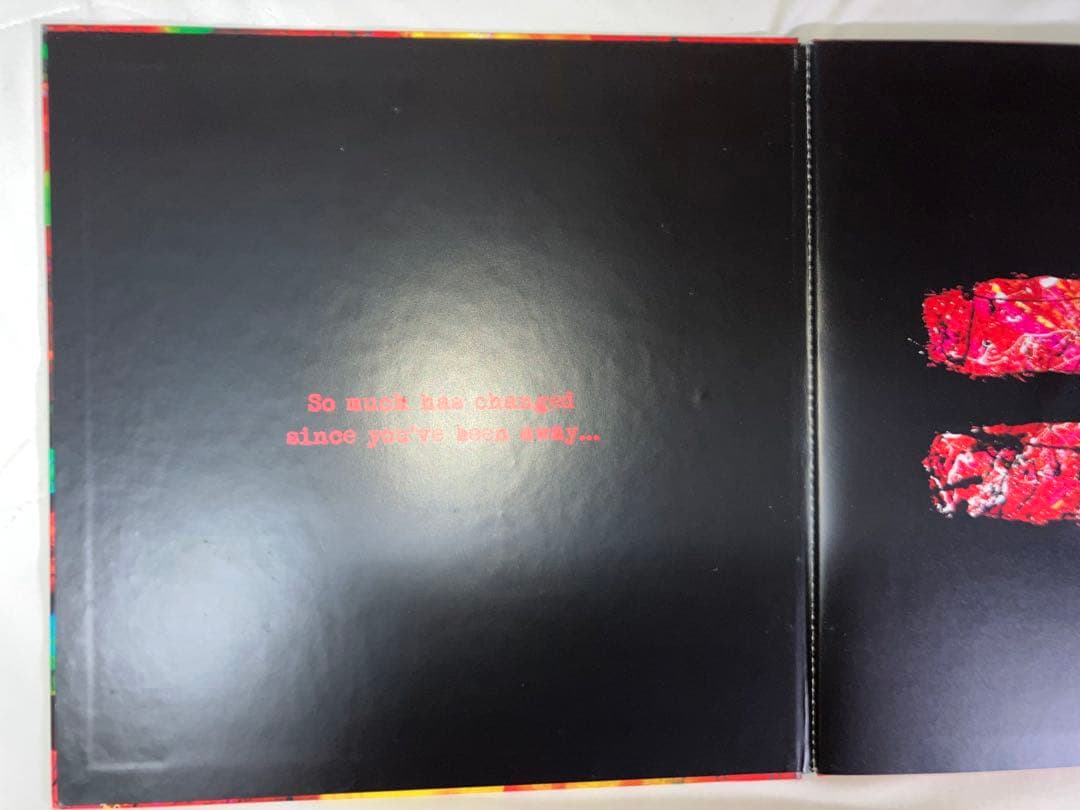 So much has changed
since you've been away...